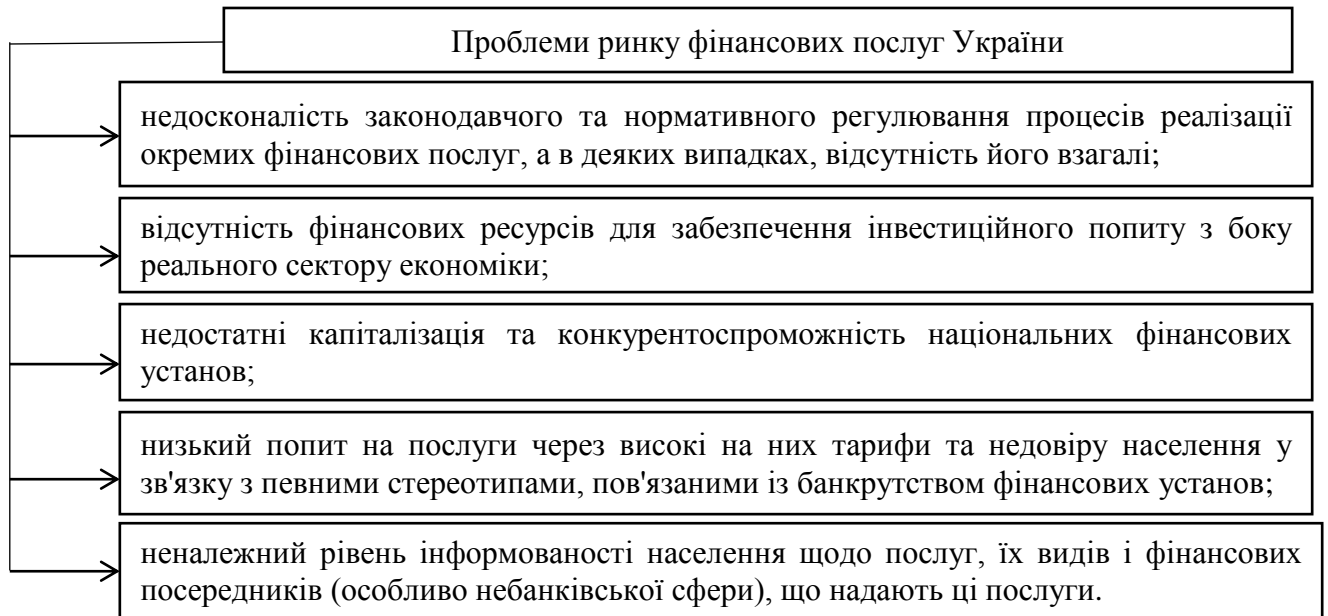 Проблеми ринку фінансових послуг України
недосконалість законодавчого та нормативного регулювання процесів реалізації
окремих фінансових послуг, а в деяких випадках, відсутність його взагалі;
відсутність фінансових ресурсів для забезпечення інвестиційного попиту з боку
реального сектору економіки;
недостатні капіталізація та конкурентоспроможність національних фінансових
установ;
низький попит на послуги через високі на них тарифи та недовіру населення у
зв'язку з певними стереотипами, пов'язаними із банкрутством фінансових установ;
неналежний рівень інформованості населення щодо послуг, їх видів і фінансових
посередників (особливо небанківської сфери), що надають ці послуги.